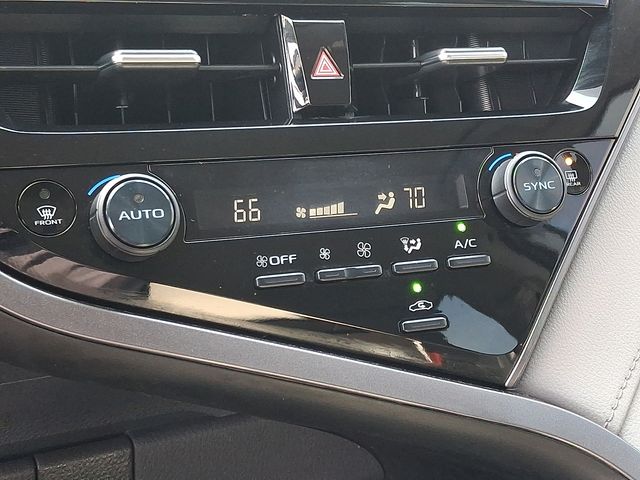 FRONT
AUTO
66
70
SYNC
REAR
OFF
A/C